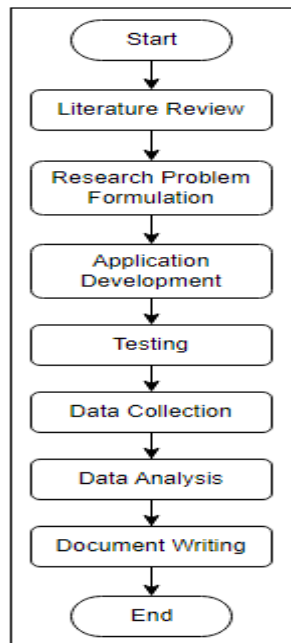 Start
Literature Review
Research Problem
Formulation
Application
Development
Testing
Data Collection
Data Analysis
Document Writing
End